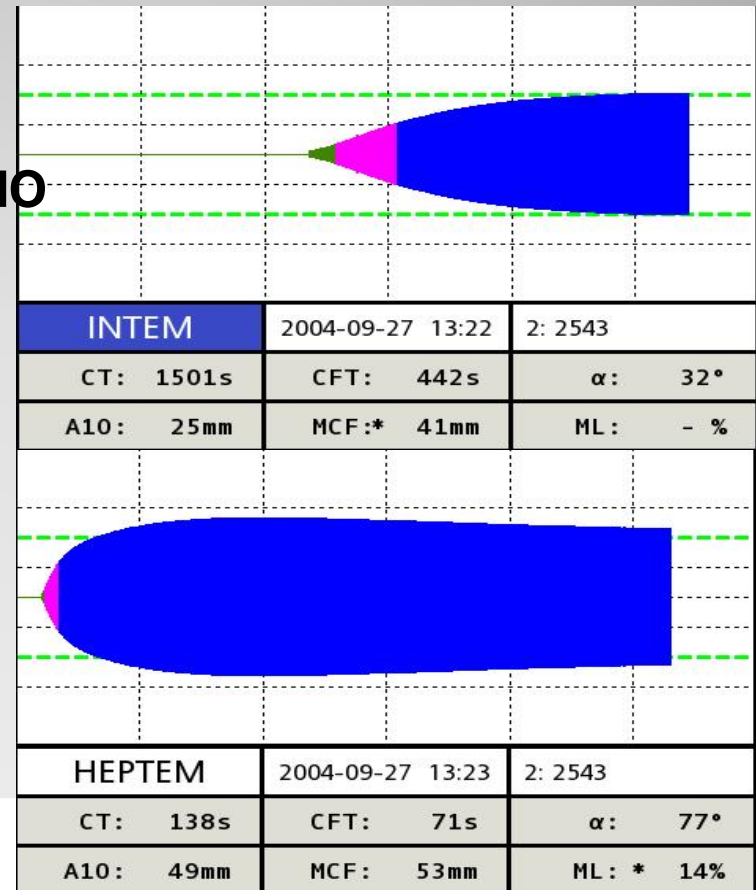 ΙΟ
INTEM 2004-09-27 13:22 2: 2543
CT: 1501s CFT: 442s α: 32°
A10: 25mm MCF:* 41mm ML: - %
HEPTEM 2004-09-27 13:23 2: 2543
CT: 138s CFT: 71s α: 77°
A10: 49mm MCF: 53mm ML: * 14%